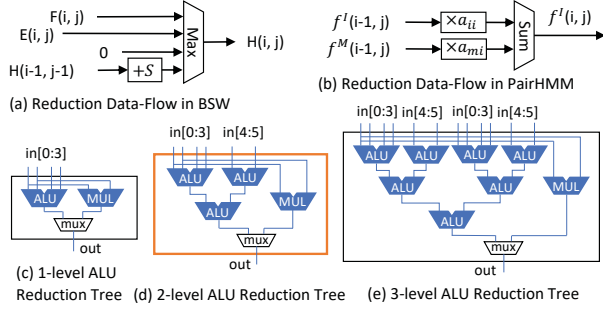 F(i, j)
E(i, j)
0
H(i-1, j-1)
+S
Max
H(i, j)
(a) Reduction Data-Flow in BSW
f^I(i-1, j)
f^M(i-1, j)
×a_ii
×a_mi
Sum
f^I(i, j)
(b) Reduction Data-Flow in PairHMM
in[0:3]
ALU
MUL
mux
out
(c) 1-level ALU
Reduction Tree
in[0:3] in[4:5]
ALU ALU
ALU
MUL
mux
out
(d) 2-level ALU Reduction Tree
in[0:3] in[4:5] in[0:3] in[4:5]
ALU ALU ALU ALU
ALU ALU MUL
ALU
mux
out
(e) 3-level ALU Reduction Tree